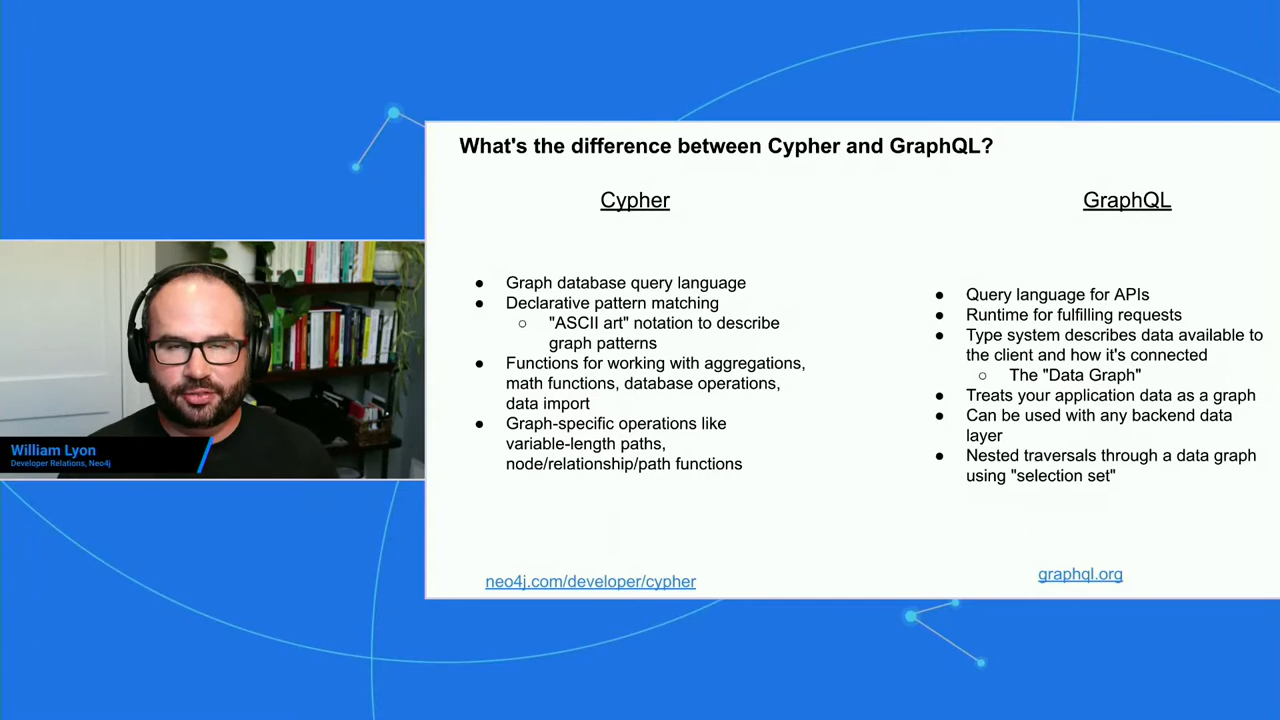 What's the difference between Cypher and GraphQL?
Cypher
● Graph database query language
● Declarative pattern matching
○ "ASCII art" notation to describe
graph patterns
● Functions for working with aggregations,
math functions, database operations,
data import
● Graph-specific operations like
variable-length paths,
node/relationship/path functions
neo4j.com/developer/cypher
GraphQL
● Query language for APIs
● Runtime for fulfilling requests
● Type system describes data available to
the client and how it's connected
○ The "Data Graph"
● Treats your application data as a graph
● Can be used with any backend data
layer
● Nested traversals through a data graph
using "selection set"
graphql.org
William Lyon
Developer Relations, Neo4j